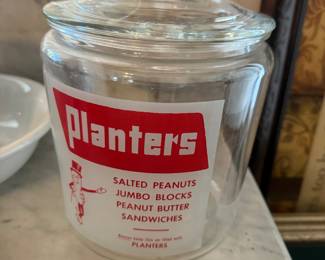 Planters
SALTED PEANUTS
JUMBO BLOCKS
PEANUT BUTTER
SANDWICHES
PLANTERS